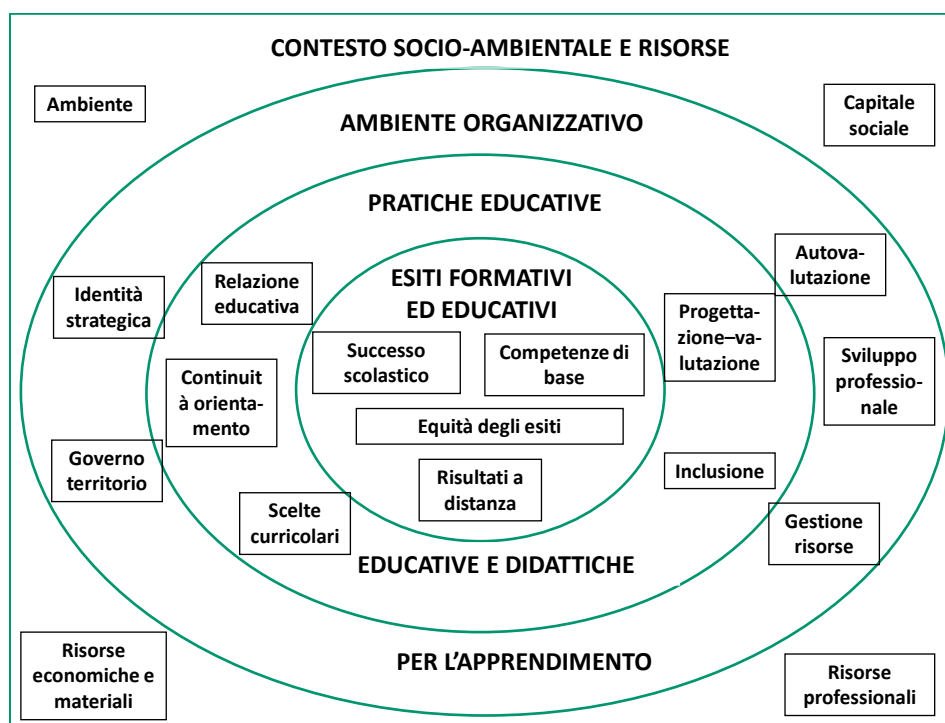 CONTESTO SOCIO-AMBIENTALE E RISORSE
Ambiente
Capitale
sociale
AMBIENTE ORGANIZZATIVO
PRATICHE EDUCATIVE
Autova-
lutazione
Identità
strategica
Relazione
educativa
ESITI FORMATIVI
ED EDUCATIVI
Progetta-
zione–va-
lutazione
Successo
scolastico
Competenze di
base
Sviluppo
professio-
nale
Continuit
à orienta-
mento
Equità degli esiti
Governo
territorio
Risultati a
distanza
Inclusione
Scelte
curricolari
Gestione
risorse
EDUCATIVE E DIDATTICHE
PER L'APPRENDIMENTO
Risorse
economiche e
materiali
Risorse
professionali